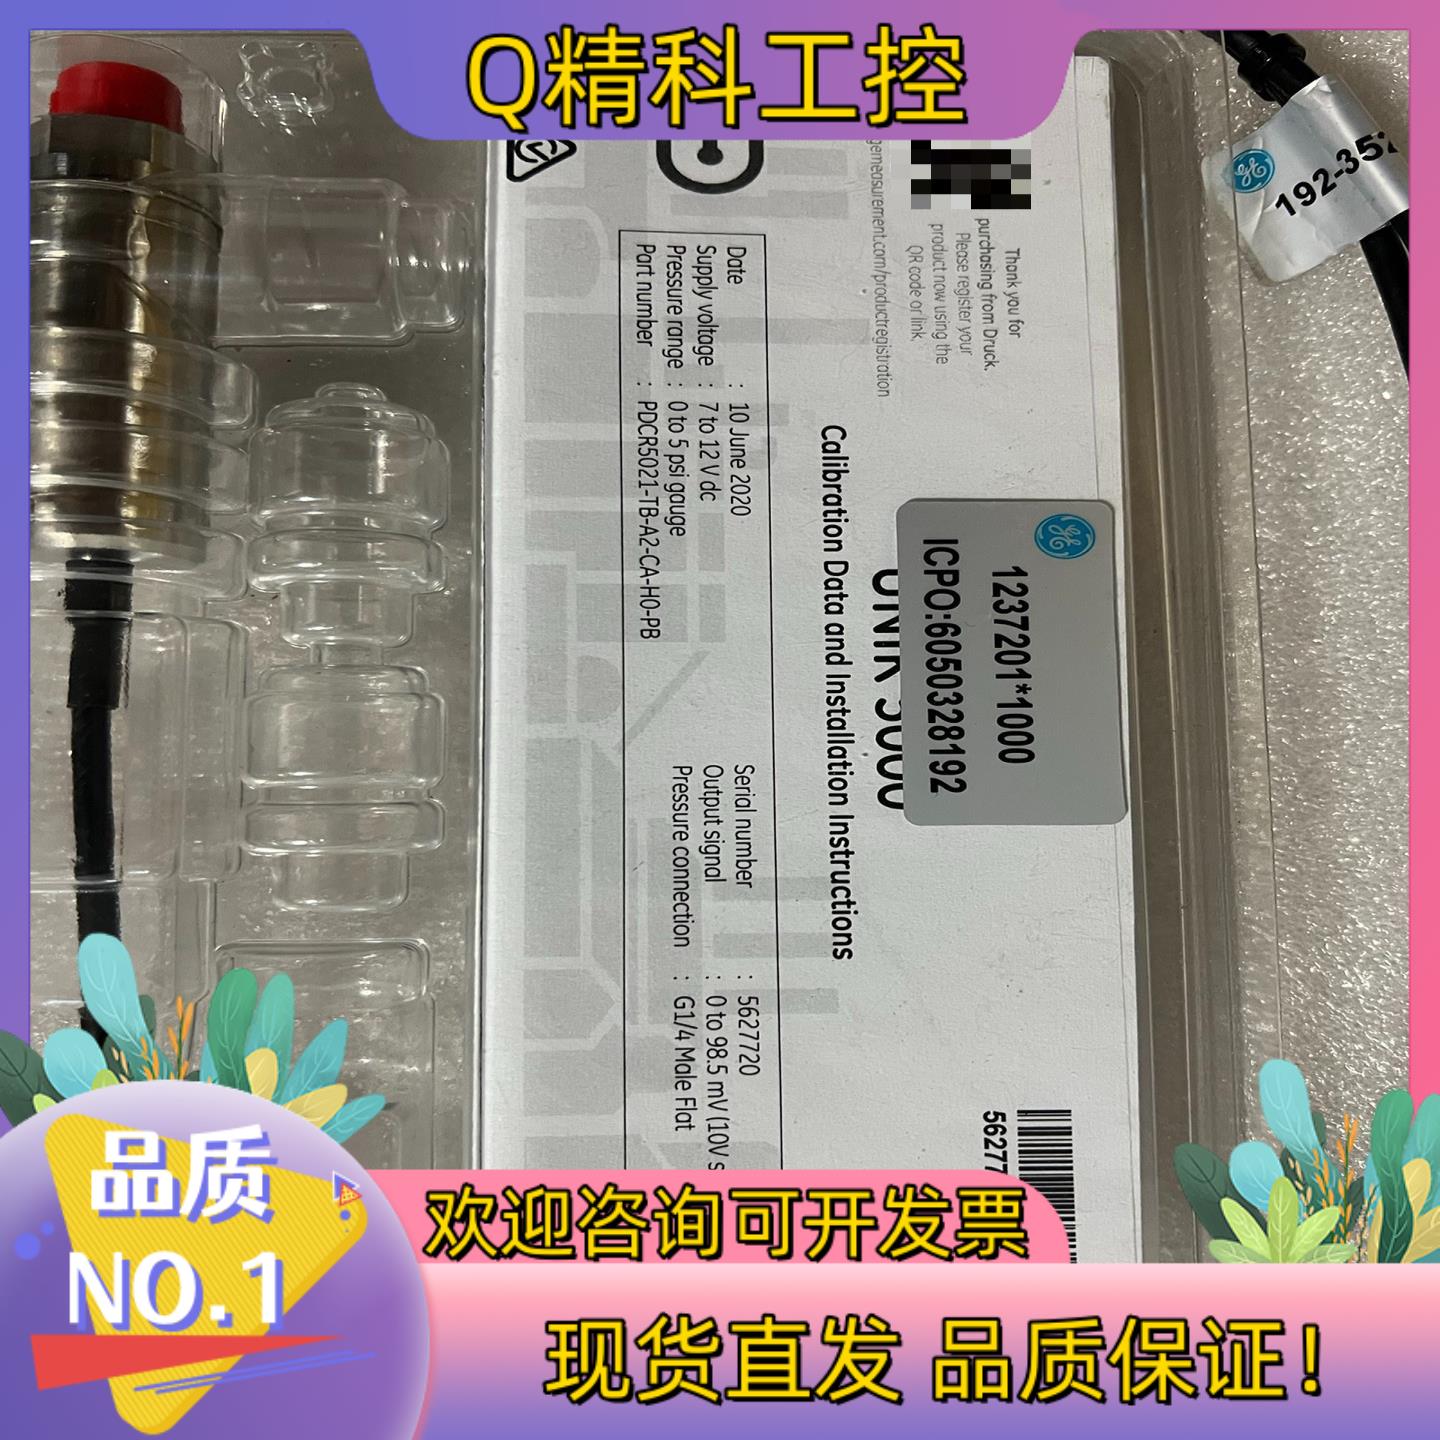 Q精科工控
192-352
Thank you for
purchasing from Druck.
Please register your
product now using the
QR code or link.
gemeasurement.com/productregistration
1237201*1000
ICPO:6050328192
UNIK 5000
Calibration Data and Installation Instructions
Date : 10 June 2020
Supply voltage : 7 to 12 V dc
Pressure range : 0 to 5 psi gauge
Part number : PDCR5021-TB-A2-CA-H0-PB
Serial number : 5627720
Output signal : 0 to 98.5 mV (10V s
Pressure connection : G1/4 Male Flat
56277
品质
NO.1
欢迎咨询可开发票
现货直发 品质保证!